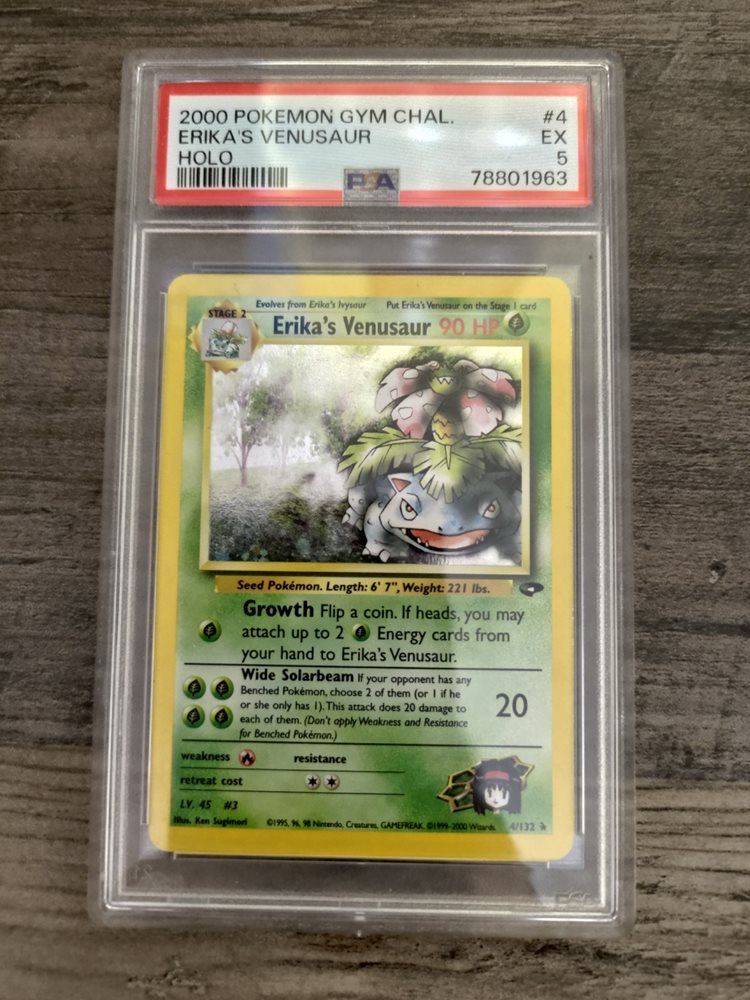 2000 POKEMON GYM CHAL. #4
ERIKA'S VENUSAUR EX
HOLO 5
PSA 78801963
Evolves from Erika's Ivysaur Put Erika's Venusaur on the Stage 1 card
STAGE 2
Erika's Venusaur 90 HP
Seed Pokémon. Length: 6' 7", Weight: 221 lbs.
Growth Flip a coin. If heads, you may
attach up to 2 Energy cards from
your hand to Erika's Venusaur.
Wide Solarbeam If your opponent has any
Benched Pokémon, choose 2 of them (or 1 if he
or she only has 1). This attack does 20 damage to
each of them. (Don't apply Weakness and Resistance
for Benched Pokémon.)
20
weakness resistance
retreat cost
LV. 45 #3
Illus. Ken Sugimori ©1995, 96, 98 Nintendo, Creatures, GAMEFREAK. ©1999-2000 Wizards. 4/132 ★